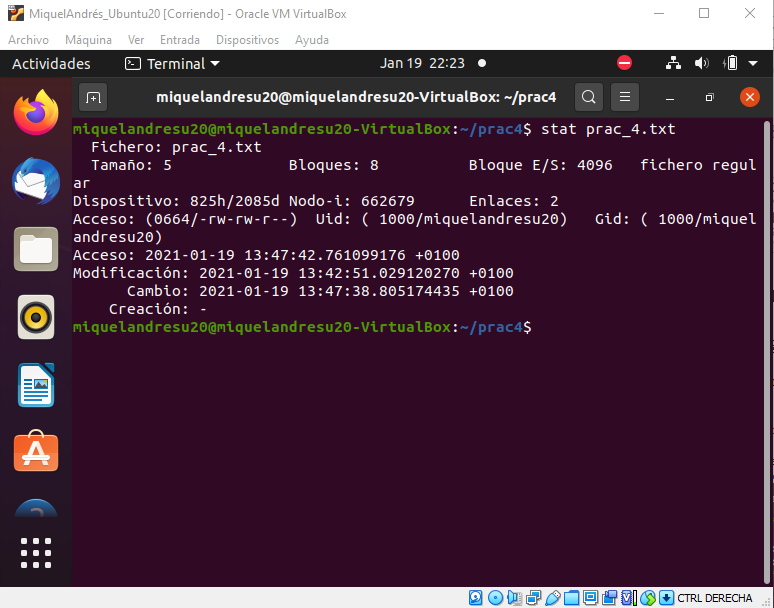 MiquelAndrés_Ubuntu20 [Corriendo] - Oracle VM VirtualBox
Archivo Máquina Ver Entrada Dispositivos Ayuda
Actividades Terminal Jan 19 22:23
miquelandresu20@miquelandresu20-VirtualBox: ~/prac4
miquelandresu20@miquelandresu20-VirtualBox:~/prac4$ stat prac_4.txt
  Fichero: prac_4.txt
  Tamaño: 5             Bloques: 8          Bloque E/S: 4096   fichero regul
ar
Dispositivo: 825h/2085d Nodo-i: 662679      Enlaces: 2
Acceso: (0664/-rw-rw-r--)  Uid: ( 1000/miquelandresu20)   Gid: ( 1000/miquel
andresu20)
Acceso: 2021-01-19 13:47:42.761099176 +0100
Modificación: 2021-01-19 13:42:51.029120270 +0100
      Cambio: 2021-01-19 13:47:38.805174435 +0100
    Creación: -
miquelandresu20@miquelandresu20-VirtualBox:~/prac4$
CTRL DERECHA